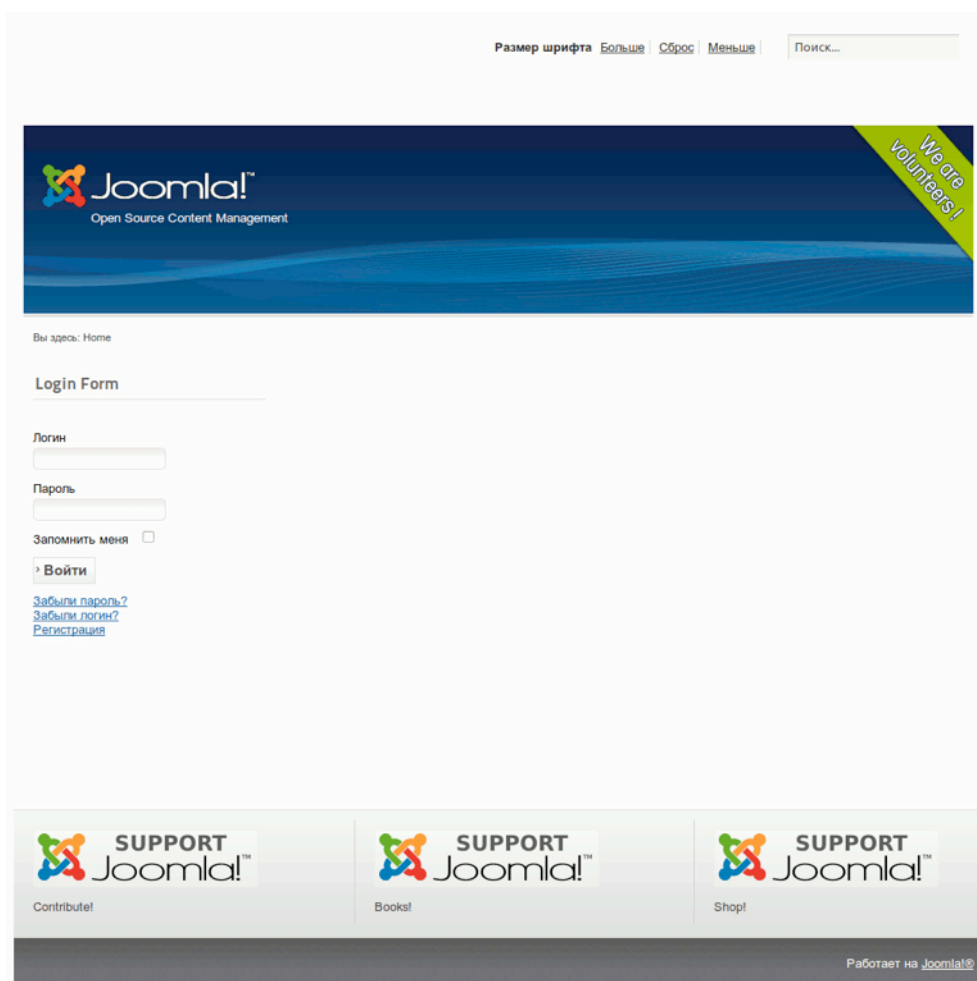 Размер шрифта Больше Сброс Меньше Поиск...
We are
volunteers !
Joomla!™
Open Source Content Management
Вы здесь: Home
Login Form
Логин
Пароль
Запомнить меня
› Войти
Забыли пароль?
Забыли логин?
Регистрация
SUPPORT
Joomla!™
Contribute!
SUPPORT
Joomla!™
Books!
SUPPORT
Joomla!™
Shop!
Работает на Joomla!®